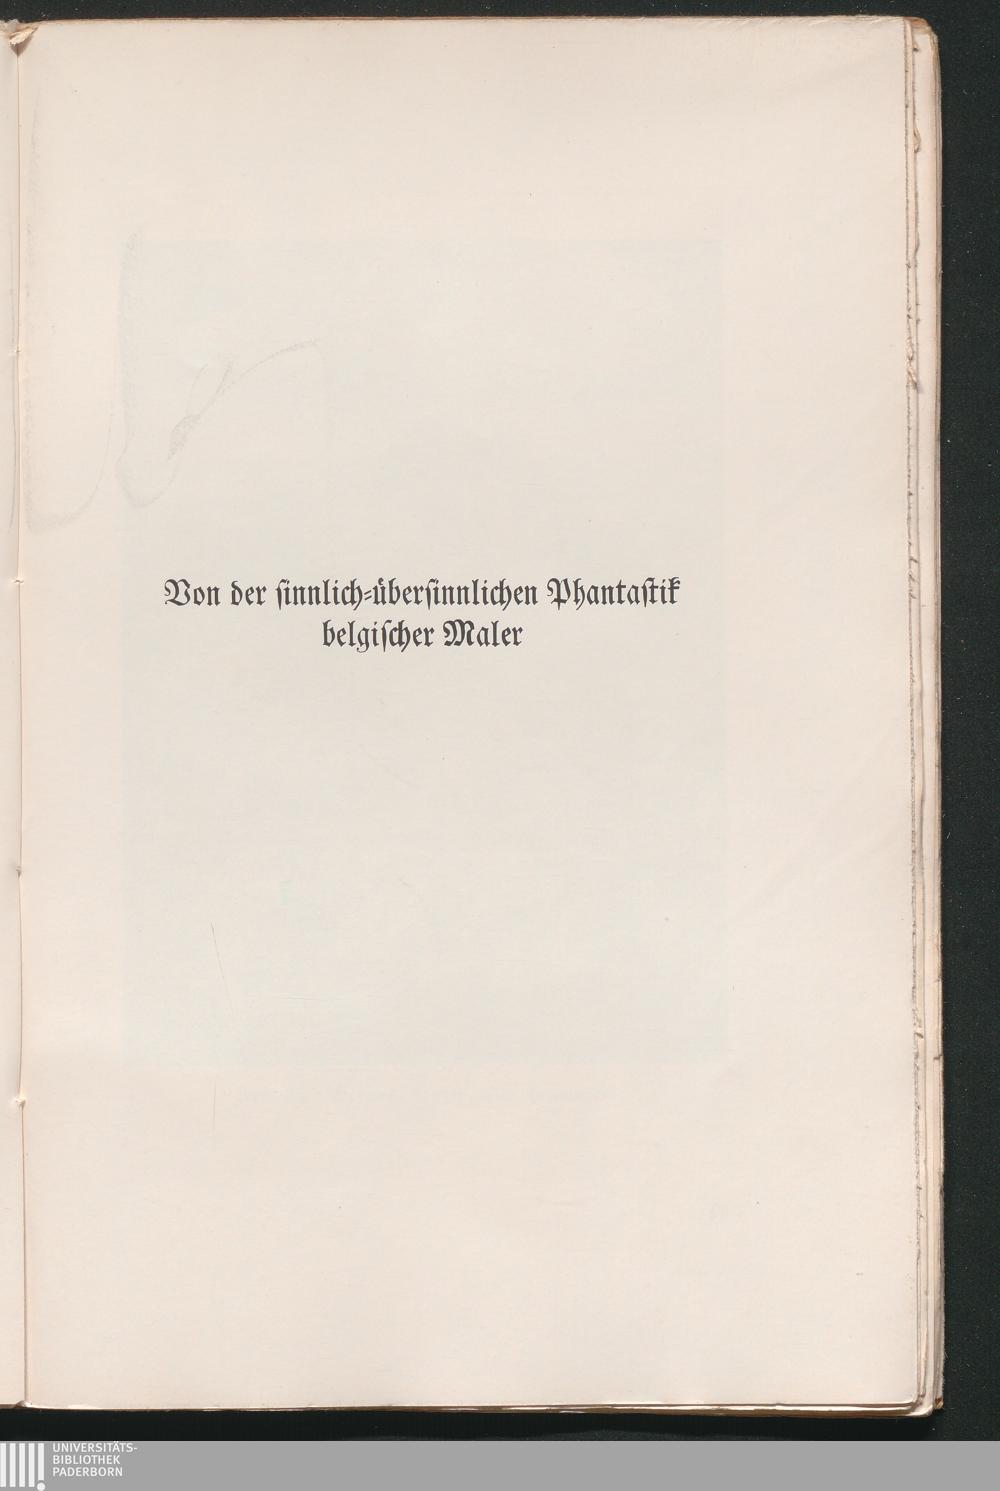 Von der ſinnlich-überſinnlichen Phantaſtik
belgiſcher Maler
UNIVERSITÄTS-
BIBLIOTHEK
PADERBORN